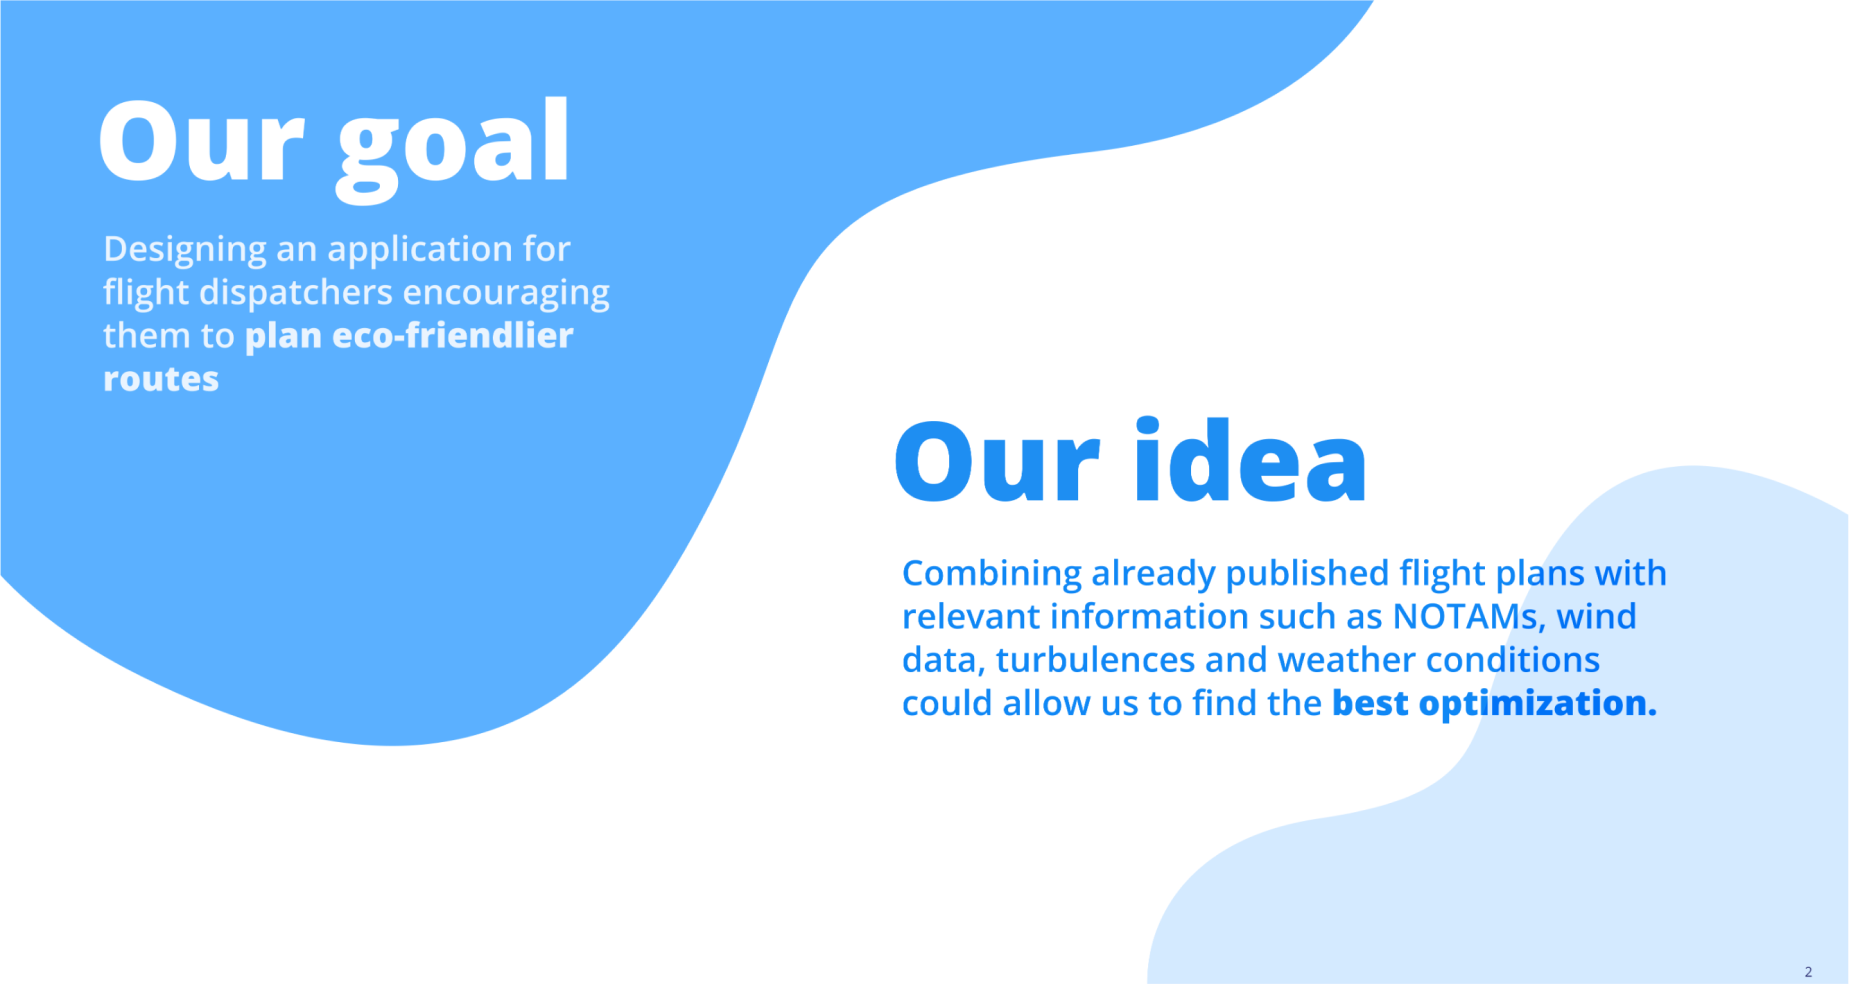 Our goal
Designing an application for
flight dispatchers encouraging
them to plan eco-friendlier
routes
Our idea
Combining already published flight plans with
relevant information such as NOTAMs, wind
data, turbulences and weather conditions
could allow us to find the best optimization.
2